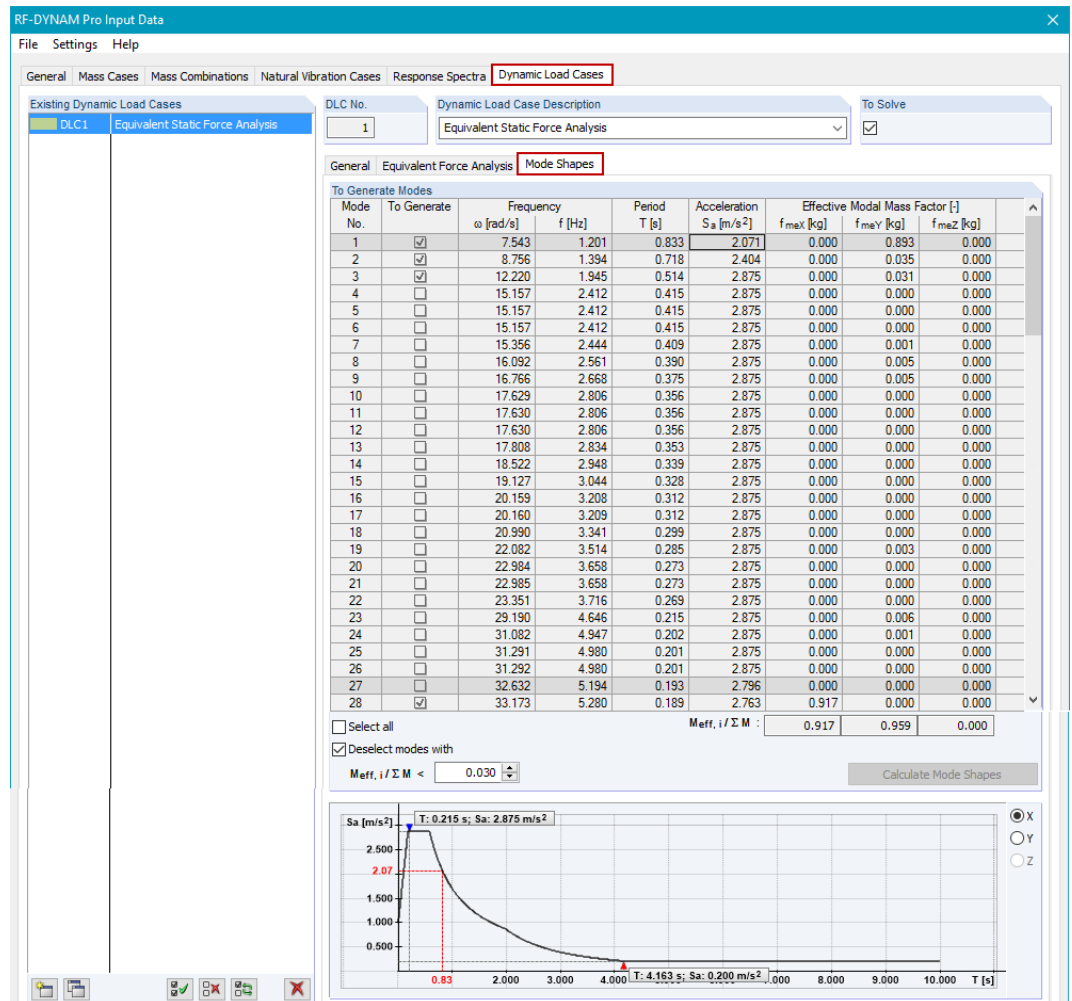 RF-DYNAM Pro Input Data
File Settings Help
General Mass Cases Mass Combinations Natural Vibration Cases Response Spectra Dynamic Load Cases
Existing Dynamic Load Cases
DLC1 Equivalent Static Force Analysis
DLC No. Dynamic Load Case Description To Solve
1 Equivalent Static Force Analysis
General Equivalent Force Analysis Mode Shapes
To Generate Modes
Mode To Generate Frequency Period Acceleration Effective Modal Mass Factor [-]
No. ω [rad/s] f [Hz] T [s] Sa [m/s²] fmeX [kg] fmeY [kg] fmeZ [kg]
1 7.543 1.201 0.833 2.071 0.000 0.893 0.000
2 8.756 1.394 0.718 2.404 0.000 0.035 0.000
3 12.220 1.945 0.514 2.875 0.000 0.031 0.000
4 15.157 2.412 0.415 2.875 0.000 0.000 0.000
5 15.157 2.412 0.415 2.875 0.000 0.000 0.000
6 15.157 2.412 0.415 2.875 0.000 0.000 0.000
7 15.356 2.444 0.409 2.875 0.000 0.001 0.000
8 16.092 2.561 0.390 2.875 0.000 0.005 0.000
9 16.766 2.668 0.375 2.875 0.000 0.005 0.000
10 17.629 2.806 0.356 2.875 0.000 0.000 0.000
11 17.630 2.806 0.356 2.875 0.000 0.000 0.000
12 17.630 2.806 0.356 2.875 0.000 0.000 0.000
13 17.808 2.834 0.353 2.875 0.000 0.000 0.000
14 18.522 2.948 0.339 2.875 0.000 0.000 0.000
15 19.127 3.044 0.328 2.875 0.000 0.000 0.000
16 20.159 3.208 0.312 2.875 0.000 0.000 0.000
17 20.160 3.209 0.312 2.875 0.000 0.000 0.000
18 20.990 3.341 0.299 2.875 0.000 0.000 0.000
19 22.082 3.514 0.285 2.875 0.000 0.003 0.000
20 22.984 3.658 0.273 2.875 0.000 0.000 0.000
21 22.985 3.658 0.273 2.875 0.000 0.000 0.000
22 23.351 3.716 0.269 2.875 0.000 0.000 0.000
23 29.190 4.646 0.215 2.875 0.000 0.006 0.000
24 31.082 4.947 0.202 2.875 0.000 0.001 0.000
25 31.291 4.980 0.201 2.875 0.000 0.000 0.000
26 31.292 4.980 0.201 2.875 0.000 0.000 0.000
27 32.632 5.194 0.193 2.796 0.000 0.000 0.000
28 33.173 5.280 0.189 2.763 0.917 0.000 0.000
Select all Meff, i / Σ M : 0.917 0.959 0.000
Deselect modes with
Meff, i / Σ M < 0.030 Calculate Mode Shapes
Sa [m/s²] T: 0.215 s; Sa: 2.875 m/s² X
Y
2.500
Z
2.07
1.500
1.000
0.500
T: 4.163 s; Sa: 0.200 m/s²
0.83 2.000 3.000 4.000 8.000 9.000 10.000 T [s]